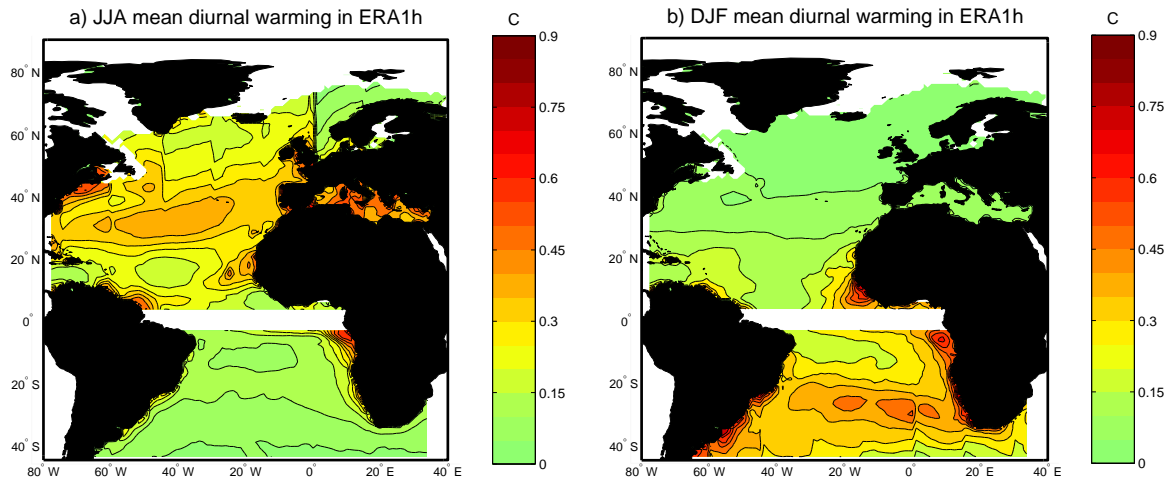 a) JJA mean diurnal warming in ERA1h
C
0.9
0.75
0.6
0.45
0.3
0.15
0
80° N
60° N
40° N
20° N
0°
20° S
40° S
80° W
60° W
40° W
20° W
0°
20° E
40° E
b) DJF mean diurnal warming in ERA1h
C
0.9
0.75
0.6
0.45
0.3
0.15
0
80° N
60° N
40° N
20° N
0°
20° S
40° S
80° W
60° W
40° W
20° W
0°
20° E
40° E